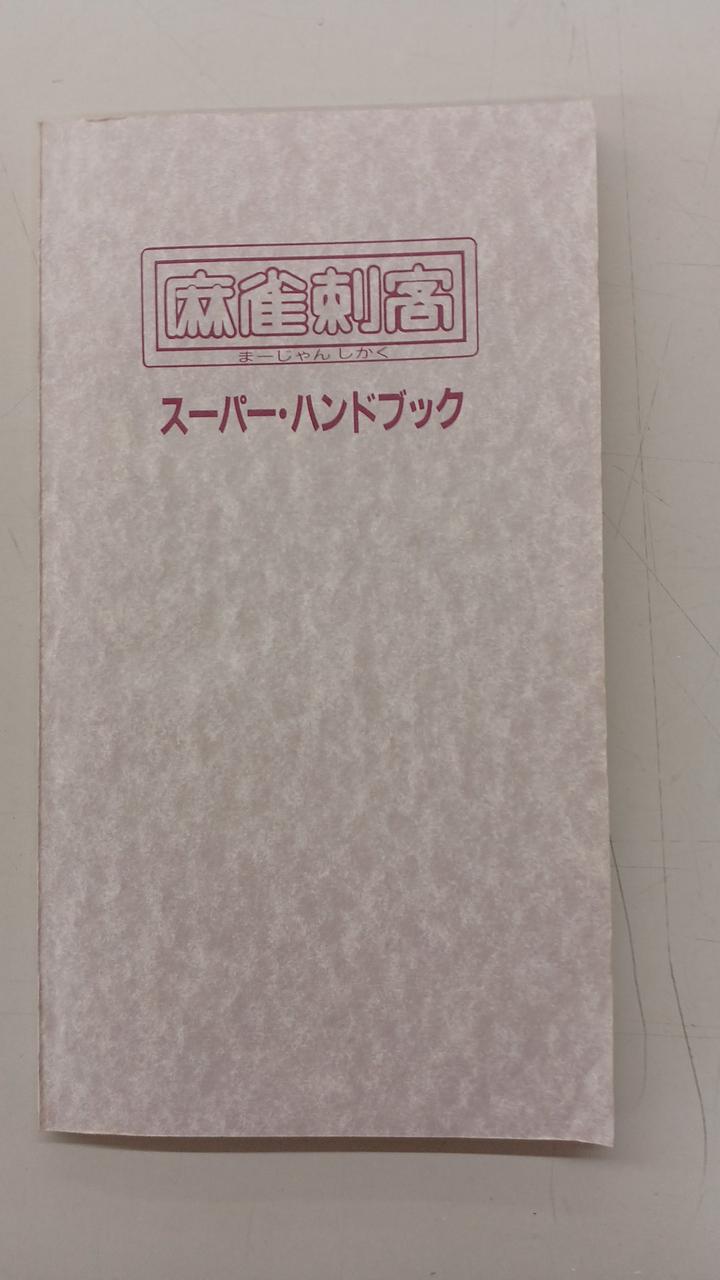 麻雀刺客
まーじゃんしかく
スーパー・ハンドブック